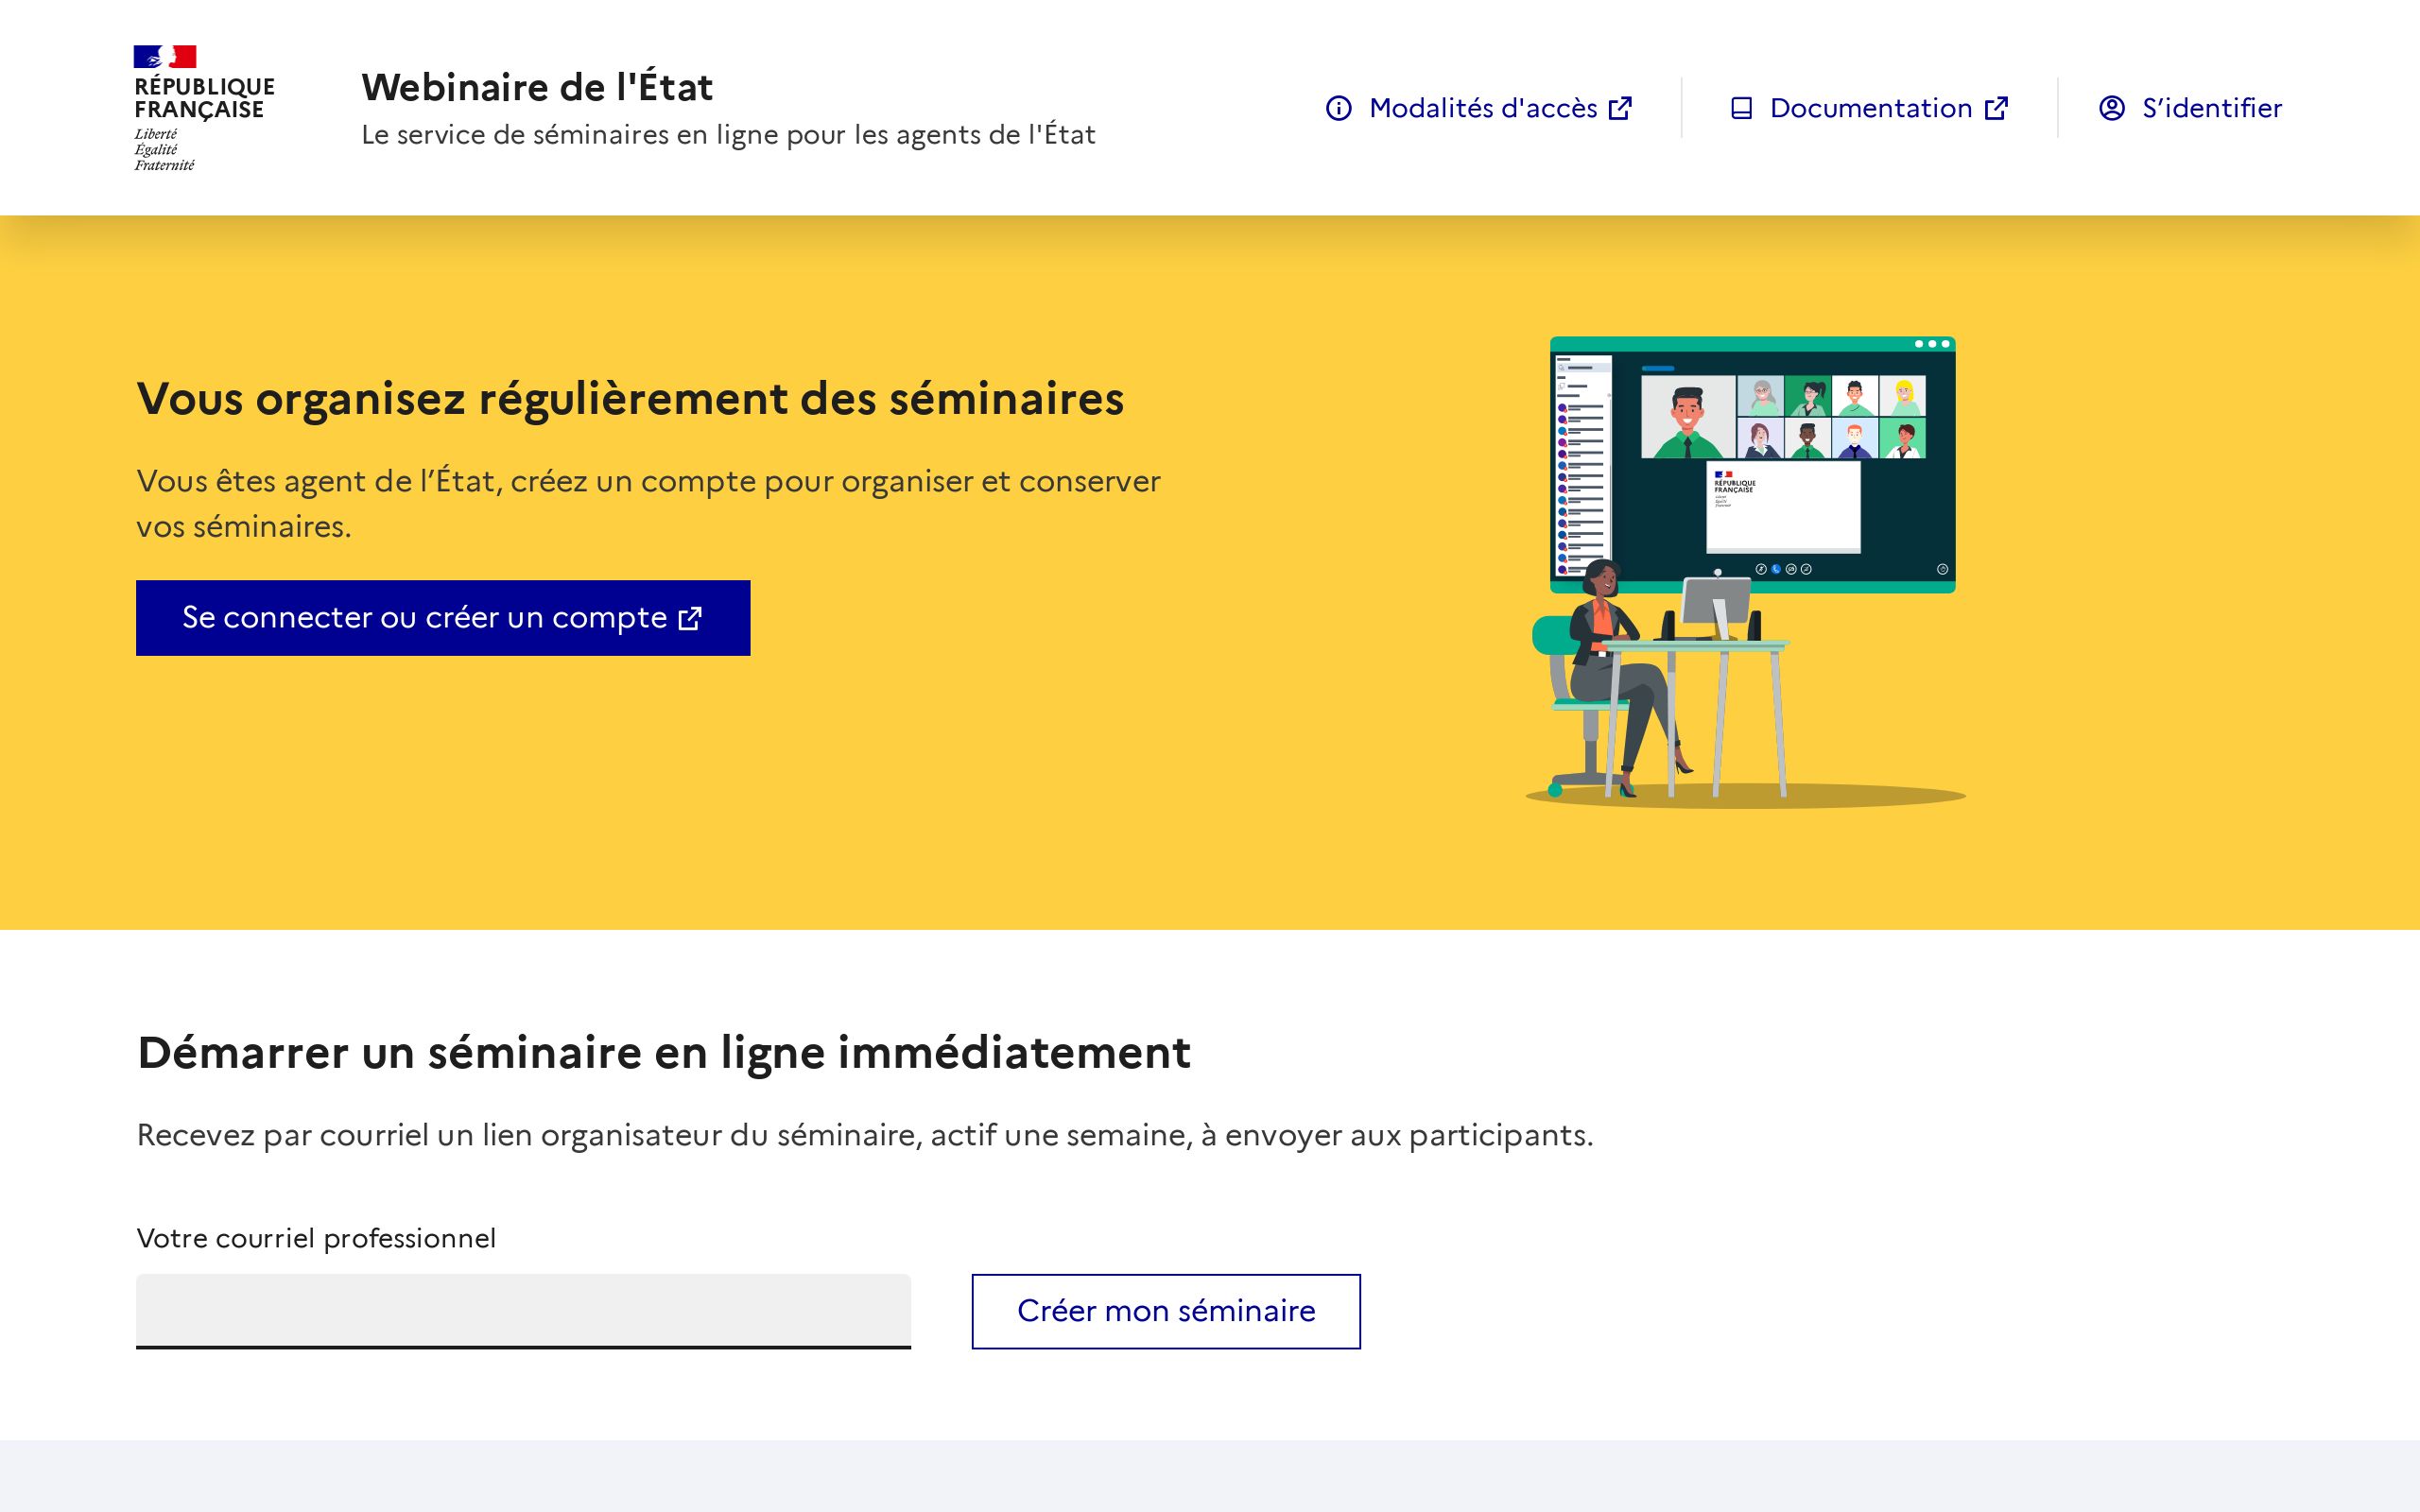 RÉPUBLIQUE
FRANÇAISE
Liberté
Égalité
Fraternité
Webinaire de l'État
Le service de séminaires en ligne pour les agents de l'État
Modalités d'accès
Documentation
S’identifier
Vous organisez régulièrement des séminaires
Vous êtes agent de l’État, créez un compte pour organiser et conserver
vos séminaires.
Se connecter ou créer un compte
RÉPUBLIQUE
FRANÇAISE
Démarrer un séminaire en ligne immédiatement
Recevez par courriel un lien organisateur du séminaire, actif une semaine, à envoyer aux participants.
Votre courriel professionnel
Créer mon séminaire